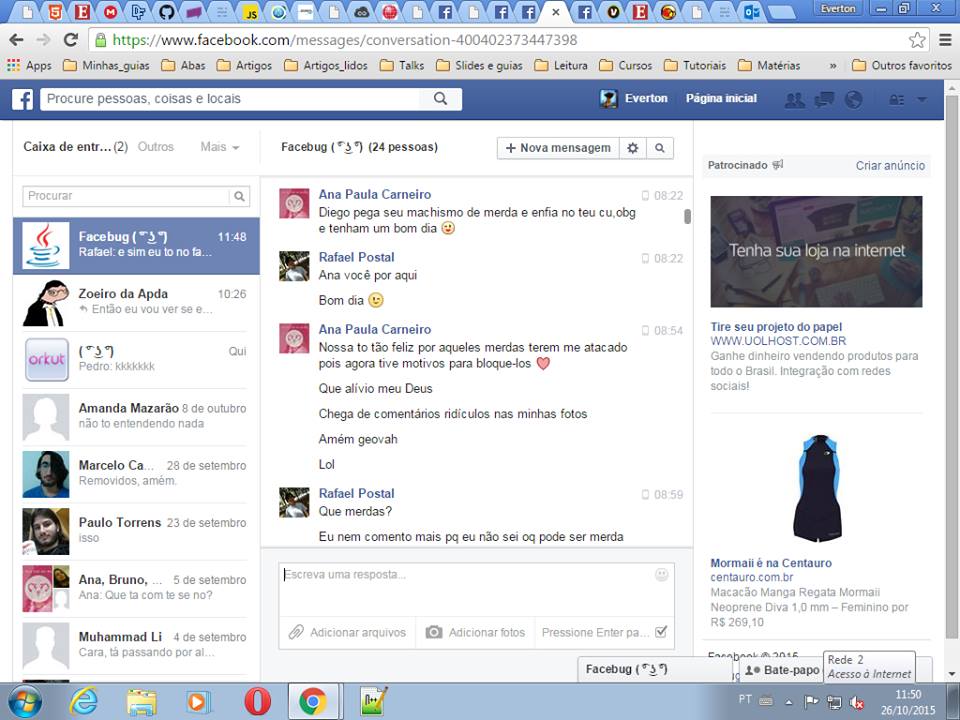 Everton
https://www.facebook.com/messages/conversation-400402373447398
Apps Minhas_guias Abas Artigos Artigos_lidos Talks Slides e guias Leitura Cursos Tutoriais Matérias » Outros favoritos
Procure pessoas, coisas e locais
Everton Página inicial
Caixa de entr... (2) Outros Mais
Procurar
Facebug ( ͡° ͜ʖ ͡°) 11:48
Rafael: e sim eu to no fa...
Zoeiro da Apda 10:26
Então eu vou ver se e...
( ͡° ͜ʖ ͡°) Qui
Pedro: kkkkkkk
orkut
Amanda Mazarão 8 de outubro
não to entendendo nada
Marcelo Ca... 28 de setembro
Removidos, amém.
Paulo Torrens 23 de setembro
isso
Ana, Bruno, ... 5 de setembro
Ana: Que ta com te se no?
Muhammad Li 4 de setembro
Cara, tá passando por al...
Facebug ( ͡° ͜ʖ ͡°) (24 pessoas)
+ Nova mensagem
Ana Paula Carneiro 08:22
Diego pega seu machismo de merda e enfia no teu cu,obg
e tenham um bom dia 😜
Rafael Postal 08:22
Ana você por aqui
Bom dia 😉
Ana Paula Carneiro 08:54
Nossa to tão feliz por aqueles merdas terem me atacado
pois agora tive motivos para bloque-los ❤
Que alívio meu Deus
Chega de comentários ridículos nas minhas fotos
Amém geovah
Lol
Rafael Postal 08:59
Que merdas?
Eu nem comento mais pq eu não sei oq pode ser merda
Escreva uma resposta...
Adicionar arquivos Adicionar fotos Pressione Enter pa...
Patrocinado Criar anúncio
Tenha sua loja na internet
Tire seu projeto do papel
WWW.UOLHOST.COM.BR
Ganhe dinheiro vendendo produtos para
todo o Brasil. Integração com redes
sociais!
Mormaii é na Centauro
centauro.com.br
Macacão Manga Regata Mormaii
Neoprene Diva 1,0 mm – Feminino por
R$ 269,10
Facebook © 2015
Facebug ( ͡° ͜ʖ ͡°)
Bate-papo
Rede 2
Acesso à Internet
PT
11:50
26/10/2015